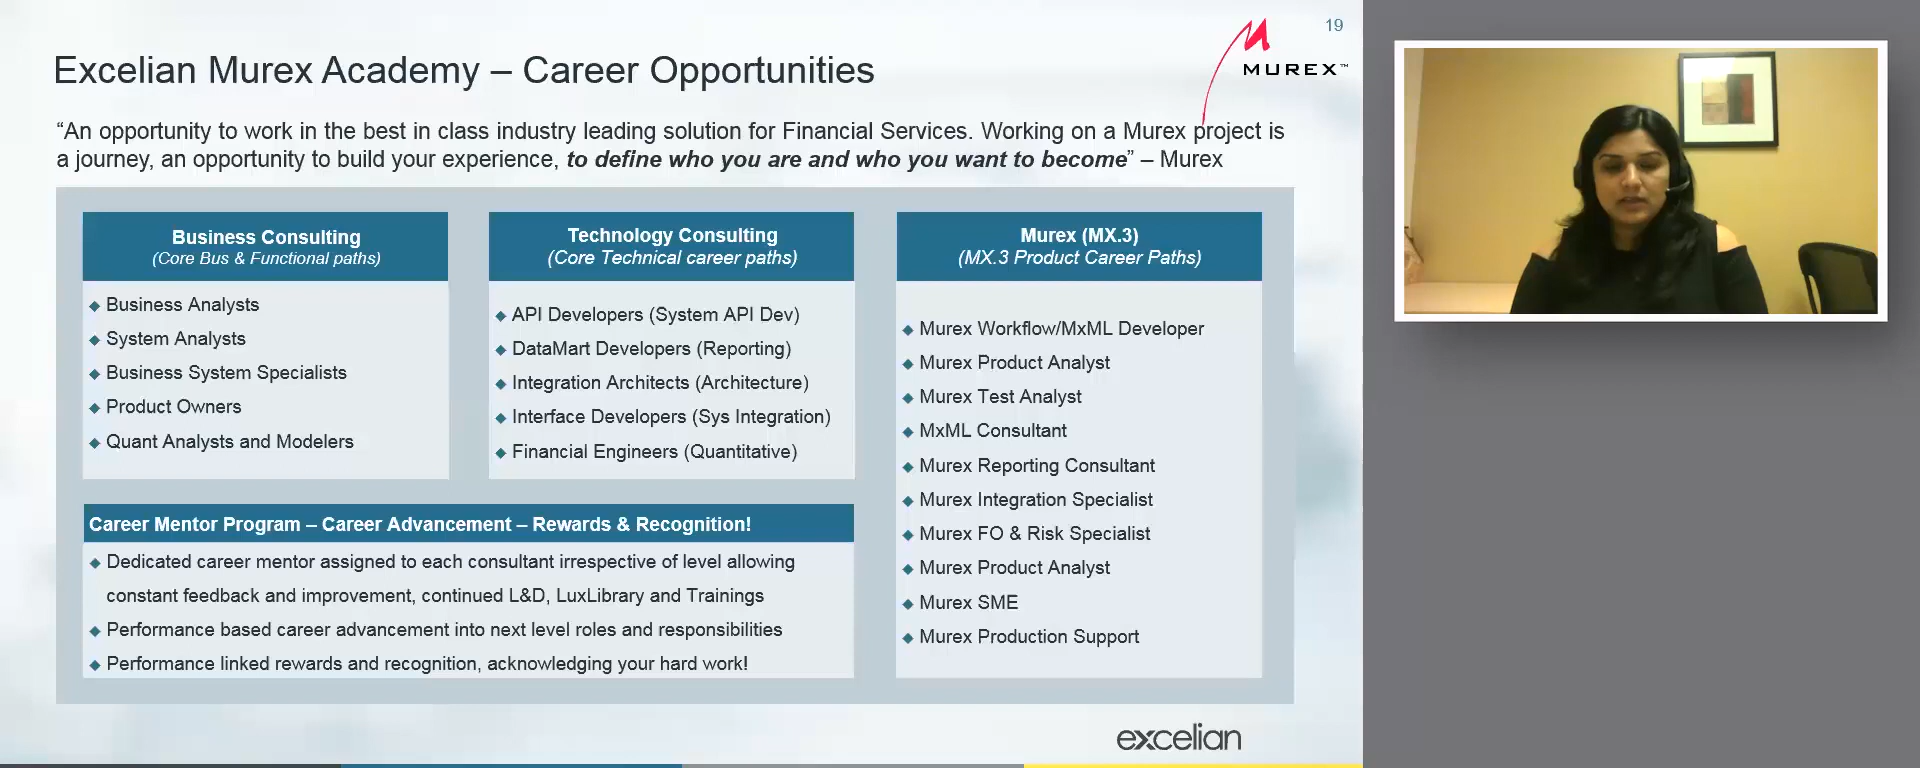 19
MUREX™
Excelian Murex Academy – Career Opportunities
“An opportunity to work in the best in class industry leading solution for Financial Services. Working on a Murex project is
a journey, an opportunity to build your experience, to define who you are and who you want to become” – Murex
Business Consulting
(Core Bus & Functional paths)
Business Analysts
System Analysts
Business System Specialists
Product Owners
Quant Analysts and Modelers
Technology Consulting
(Core Technical career paths)
API Developers (System API Dev)
DataMart Developers (Reporting)
Integration Architects (Architecture)
Interface Developers (Sys Integration)
Financial Engineers (Quantitative)
Murex (MX.3)
(MX.3 Product Career Paths)
Murex Workflow/MxML Developer
Murex Product Analyst
Murex Test Analyst
MxML Consultant
Murex Reporting Consultant
Murex Integration Specialist
Murex FO & Risk Specialist
Murex Product Analyst
Murex SME
Murex Production Support
Career Mentor Program – Career Advancement – Rewards & Recognition!
Dedicated career mentor assigned to each consultant irrespective of level allowing
constant feedback and improvement, continued L&D, LuxLibrary and Trainings
Performance based career advancement into next level roles and responsibilities
Performance linked rewards and recognition, acknowledging your hard work!
excelian